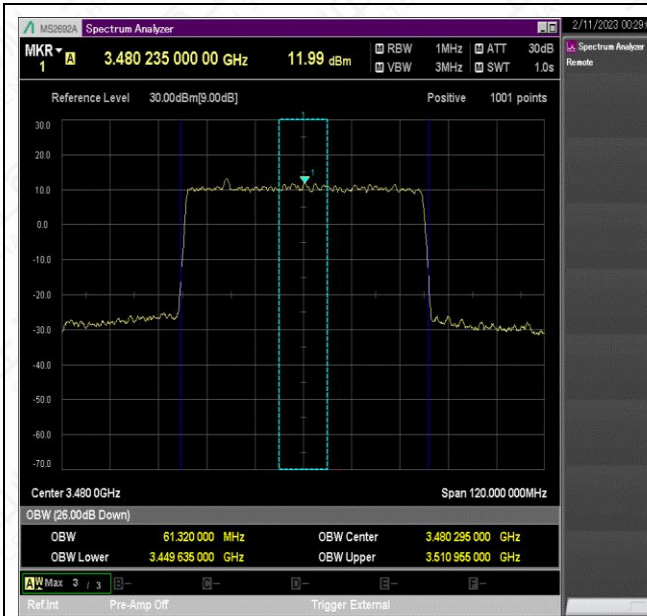 MS2692A Spectrum Analyzer
2/11/2023 00:29:
MKR A 3.480 235 000 00 GHz 11.99 dBm RBW 1MHz ATT 30dB
1 VBW 3MHz SWT 1.0s
Spectrum Analyzer
Remote
Reference Level 30.00dBm[9.00dB] Positive 1001 points
30.0
20.0
1
10.0
0.0
-10.0
-20.0
-30.0
-40.0
-50.0
-60.0
-70.0
Center 3.480 0GHz Span 120.000 000MHz
OBW (26.00dB Down)
OBW 61.320 000 MHz OBW Center 3.480 295 000 GHz
OBW Lower 3.449 635 000 GHz OBW Upper 3.510 955 000 GHz
A W Max 3 / 3 B- C- D- E- F-
Ref.Int Pre-Amp Off Trigger External